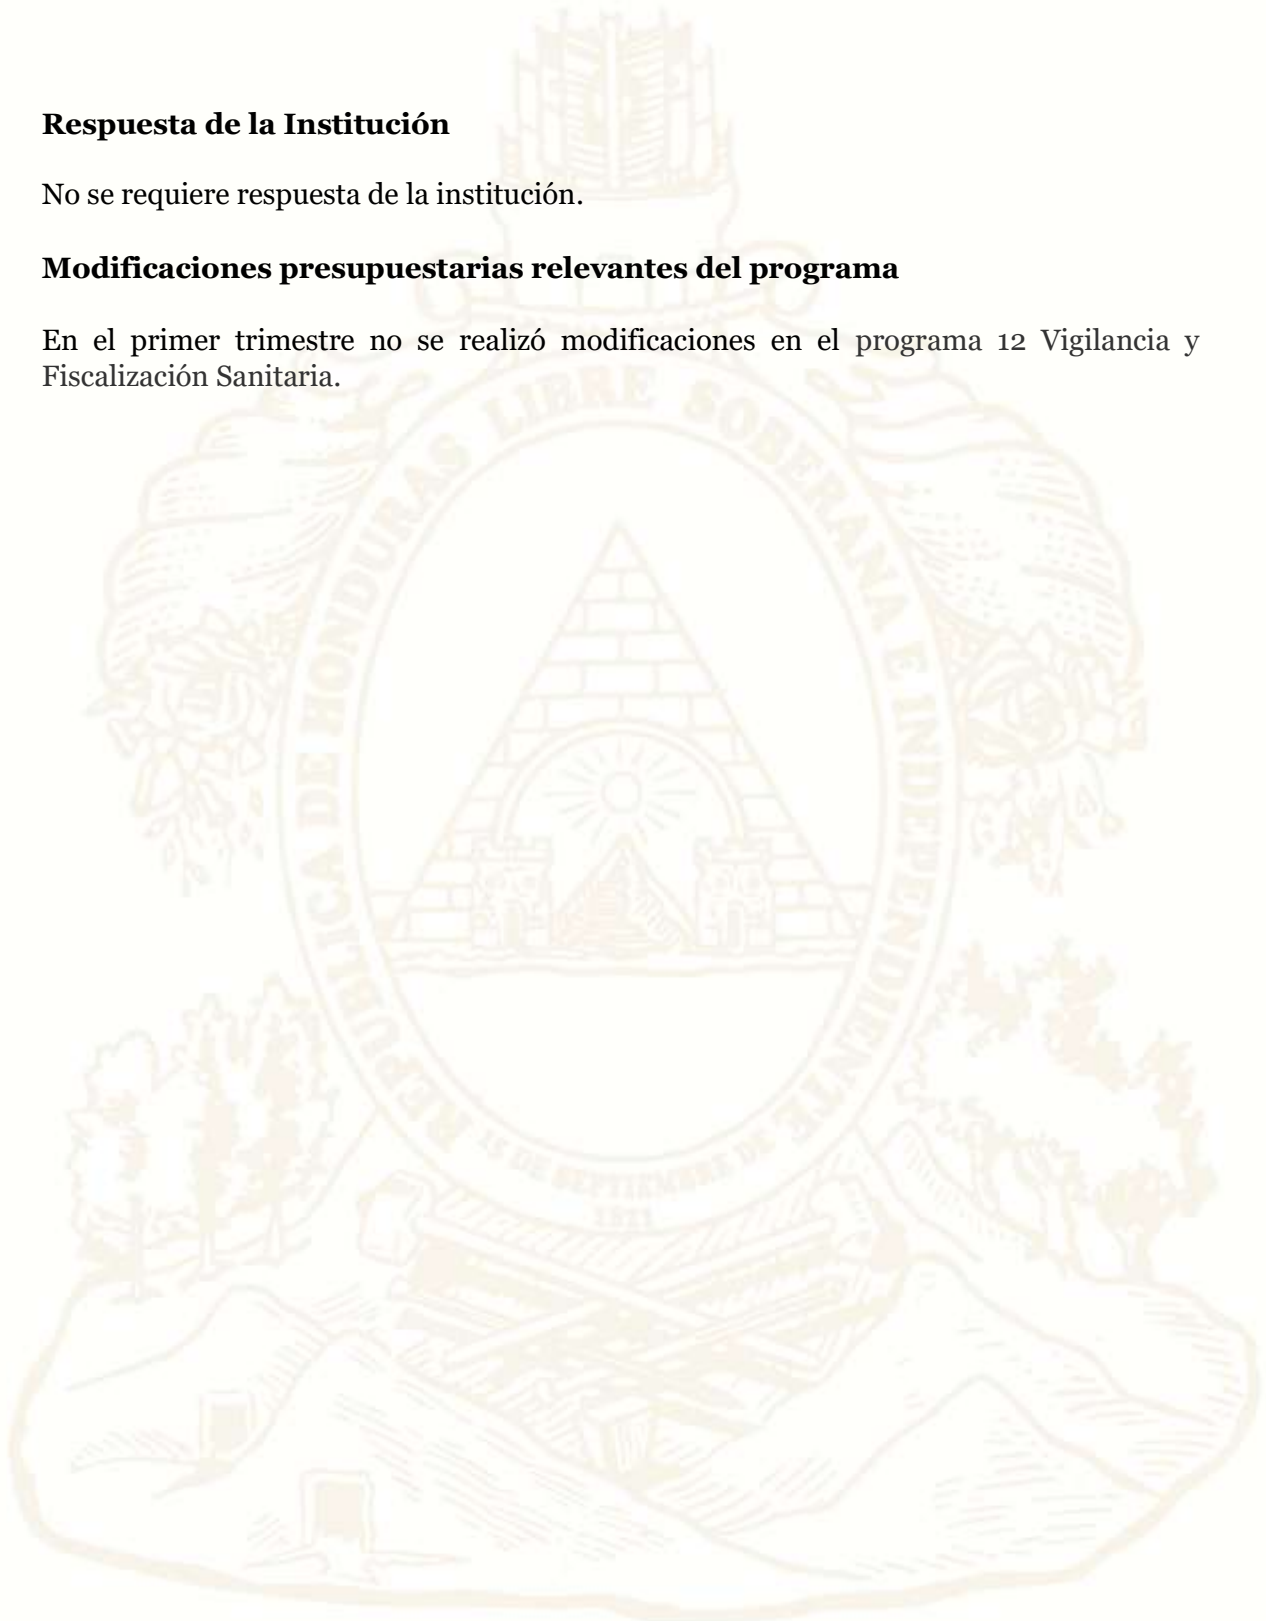 Respuesta de la Institución
No se requiere respuesta de la institución.
Modificaciones presupuestarias relevantes del programa
En el primer trimestre no se realizó modificaciones en el programa 12 Vigilancia y
Fiscalización Sanitaria.
REPUBLICA DE HONDURAS LIBRE SOBERANA E INDEPENDIENTE
15 DE SEPTIEMBRE DE
1821